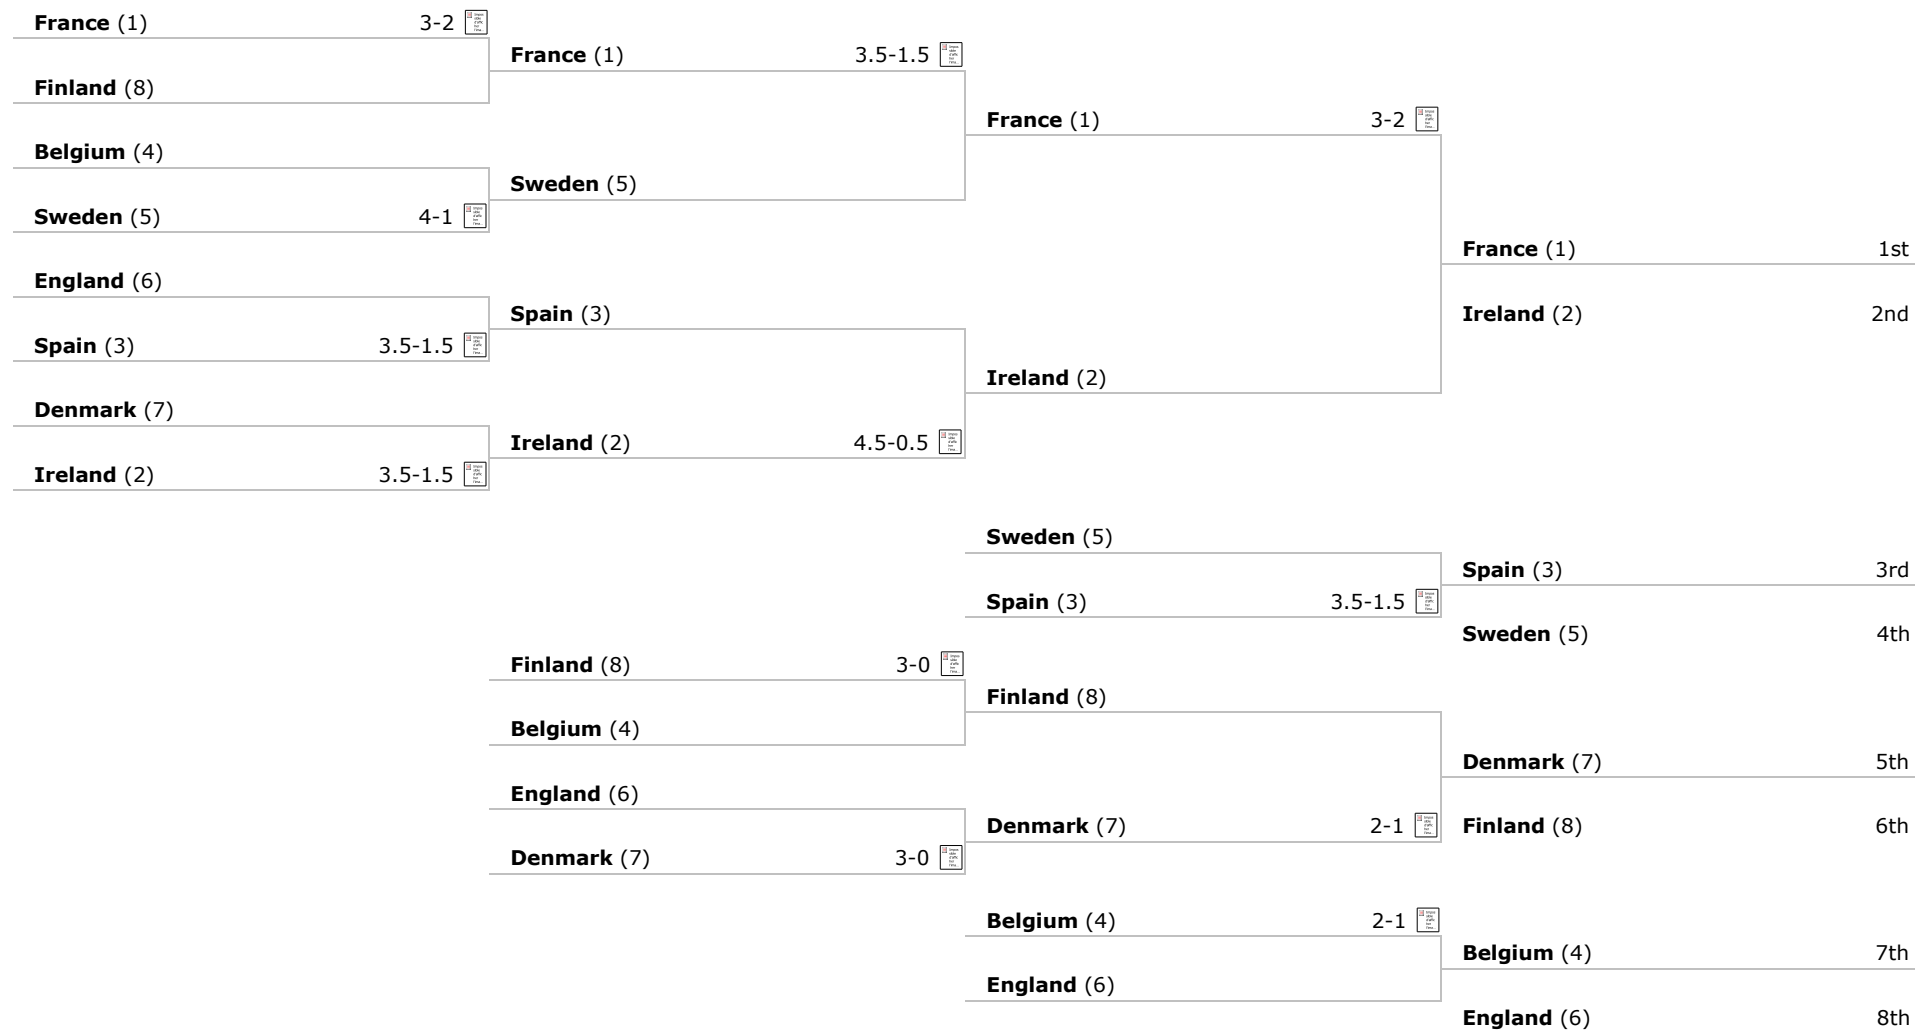 France (1) 3-2
France (1) 3.5-1.5
Finland (8)
France (1) 3-2
Belgium (4)
Sweden (5)
Sweden (5) 4-1
France (1) 1st
England (6)
Spain (3)
Ireland (2) 2nd
Spain (3) 3.5-1.5
Ireland (2)
Denmark (7)
Ireland (2) 4.5-0.5
Ireland (2) 3.5-1.5
Sweden (5)
Spain (3) 3rd
Spain (3) 3.5-1.5
Sweden (5) 4th
Finland (8) 3-0
Finland (8)
Belgium (4)
Denmark (7) 5th
England (6)
Denmark (7) 2-1
Finland (8) 6th
Denmark (7) 3-0
Belgium (4) 2-1
Belgium (4) 7th
England (6)
England (6) 8th